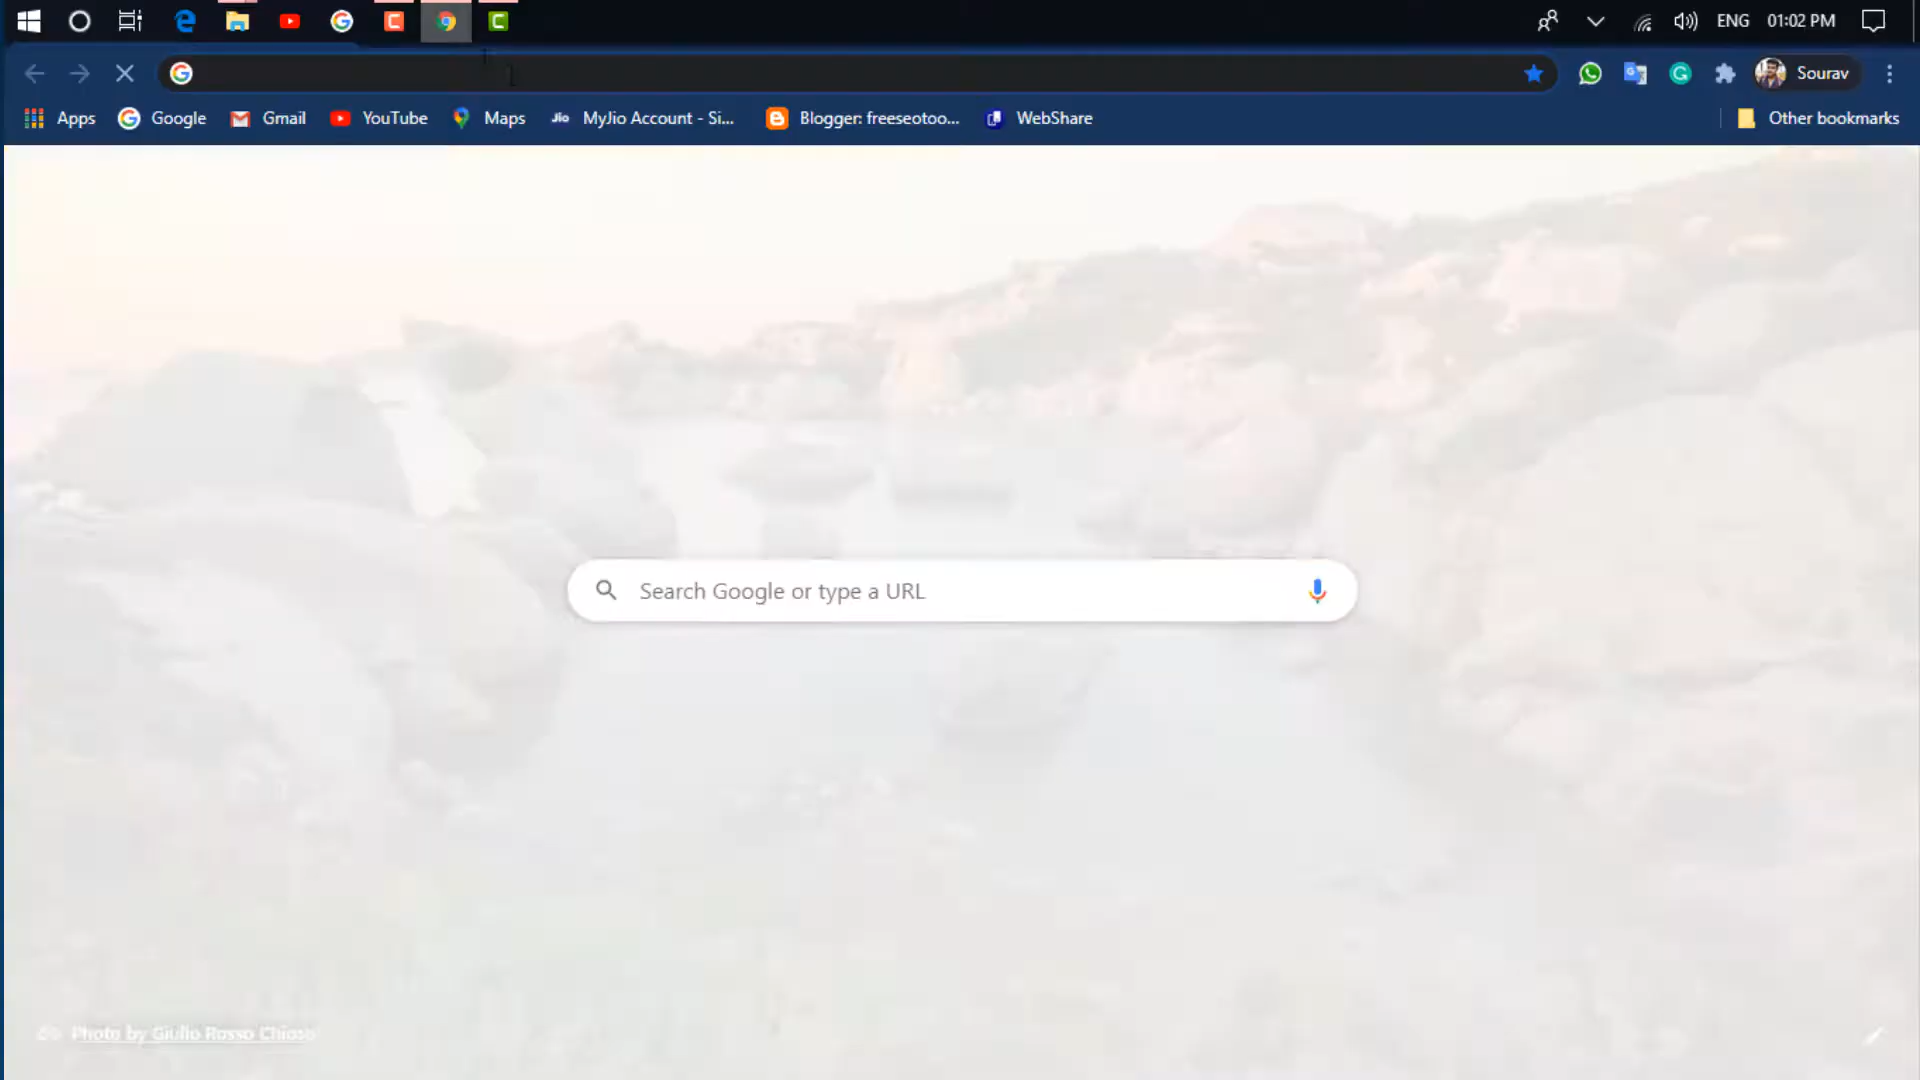 ENG 01:02 PM
Sourav
Apps Google Gmail YouTube Maps Jio MyJio Account - Si... Blogger: freeseotoo... WebShare Other bookmarks
Search Google or type a URL
Photo by Giulio Rosso Chioso